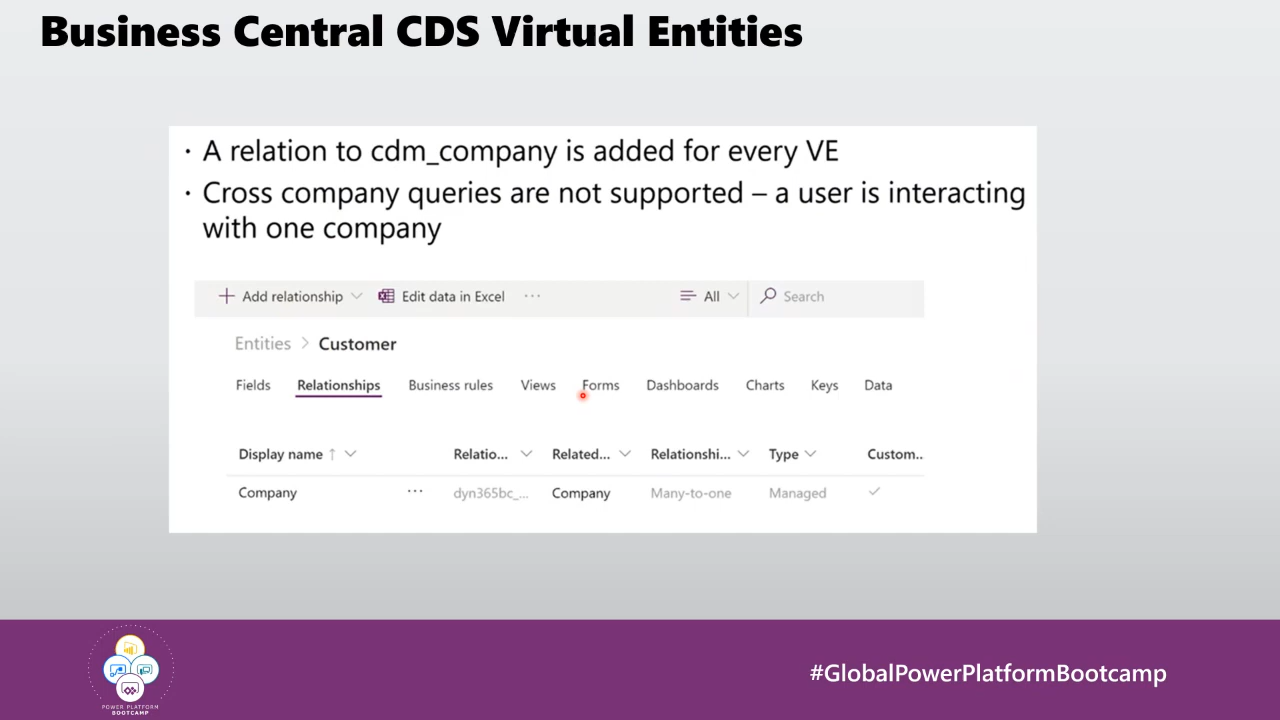 Business Central CDS Virtual Entities
· A relation to cdm_company is added for every VE
· Cross company queries are not supported – a user is interacting
with one company
+ Add relationship Edit data in Excel ··· All Search
Entities > Customer
Fields Relationships Business rules Views Forms Dashboards Charts Keys Data
Display name ↑ Relatio... Related... Relationshi... Type Custom..
Company ··· dyn365bc_... Company Many-to-one Managed ✓
POWER PLATFORM
BOOTCAMP
#GlobalPowerPlatformBootcamp